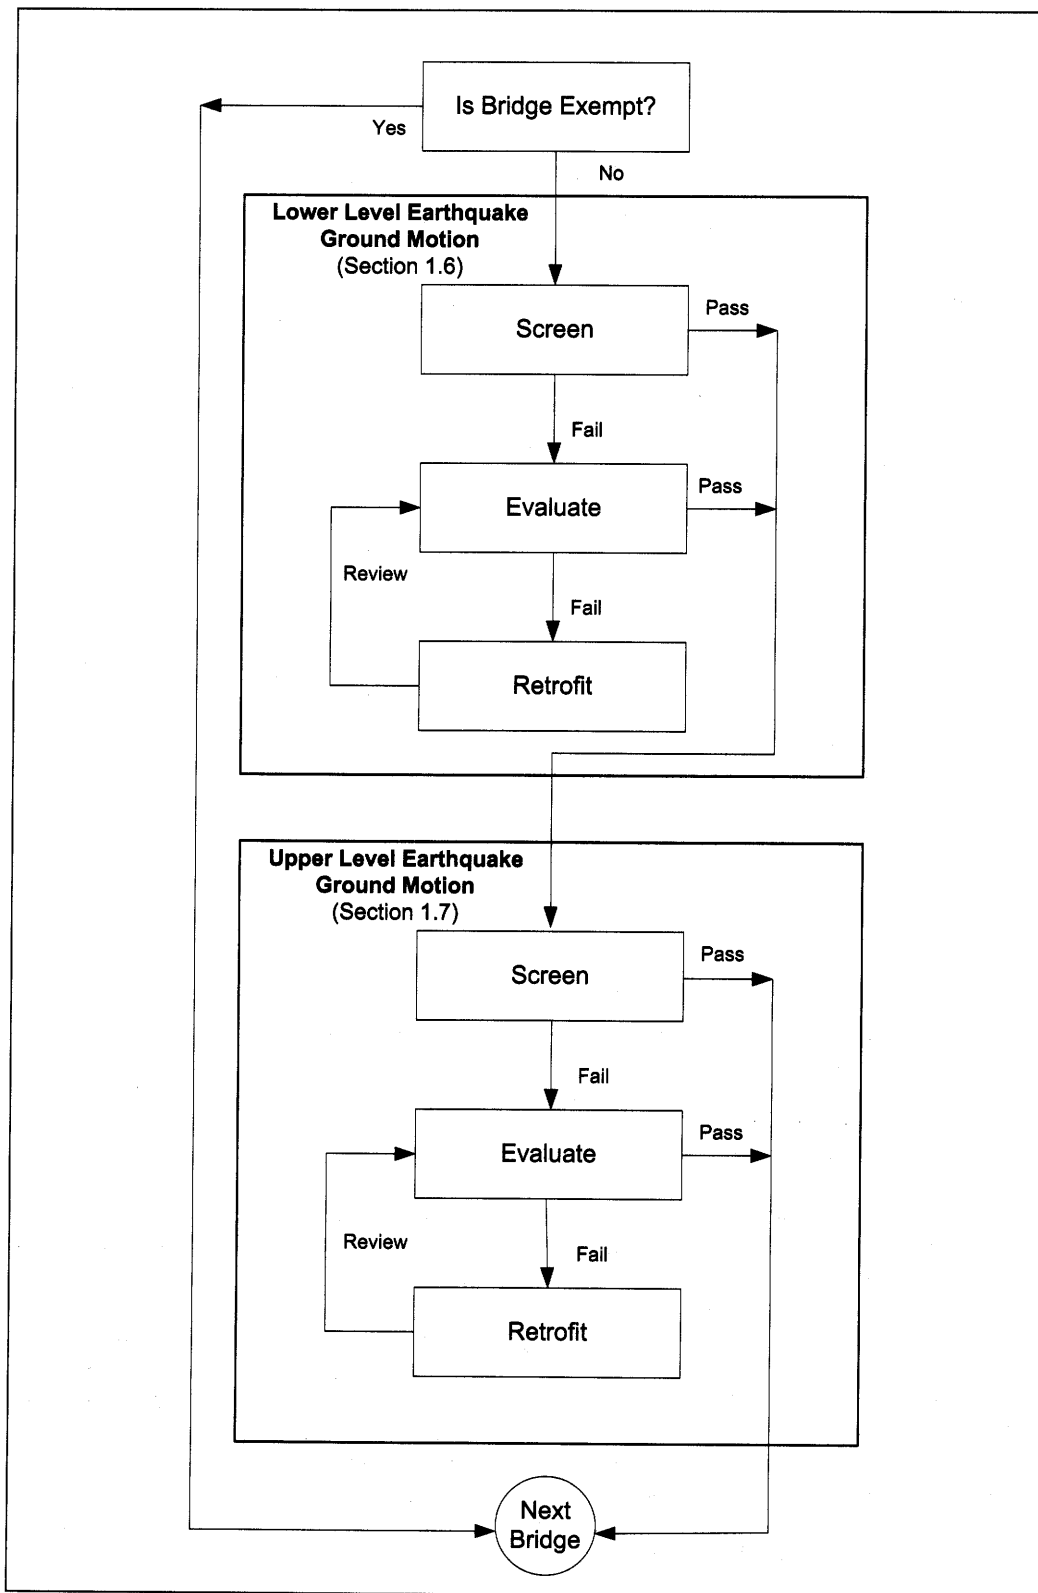 Is Bridge Exempt?
Yes
No
Lower Level Earthquake
Ground Motion
(Section 1.6)
Screen
Pass
Fail
Evaluate
Pass
Review
Fail
Retrofit
Upper Level Earthquake
Ground Motion
(Section 1.7)
Screen
Pass
Fail
Evaluate
Pass
Review
Fail
Retrofit
Next
Bridge